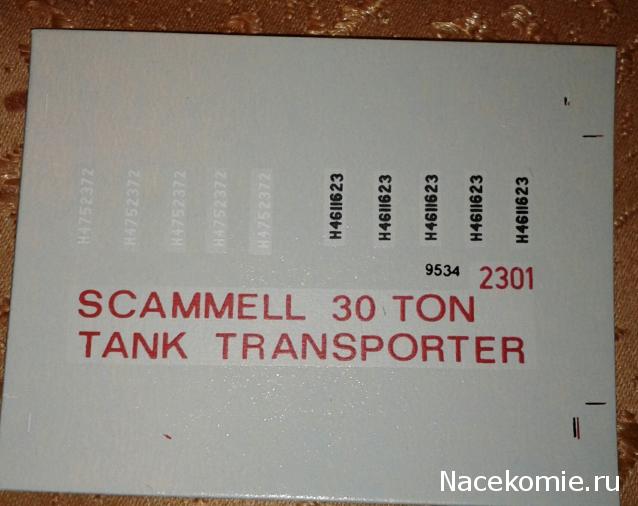 H4752372 H4752372 H4752372 H4752372 H4752372 H4611623 H4611623 H4611623 H4611623 H4611623
9534 2301
SCAMMELL 30 TON
TANK TRANSPORTER
Nacekomie.ru